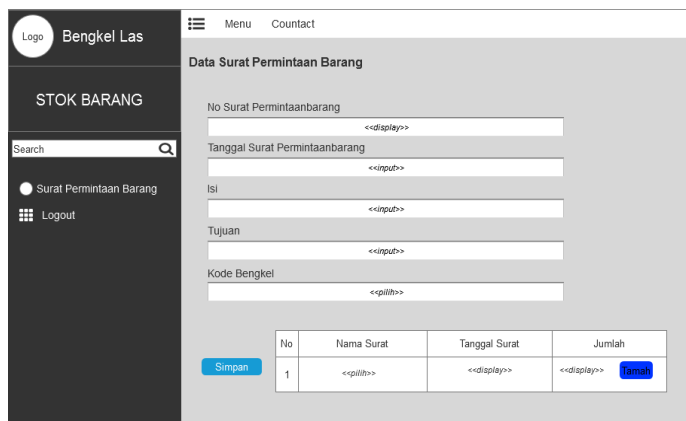 Logo
Bengkel Las
Menu Countact
Data Surat Permintaan Barang
STOK BARANG
Search
Surat Permintaan Barang
Logout
No Surat Permintaanbarang
<<display>>
Tanggal Surat Permintaanbarang
<<input>>
Isi
<<input>>
Tujuan
<<input>>
Kode Bengkel
<<pilih>>
Simpan
No Nama Surat Tanggal Surat Jumlah
1 <<pilih>> <<display>> <<display>> Tamah